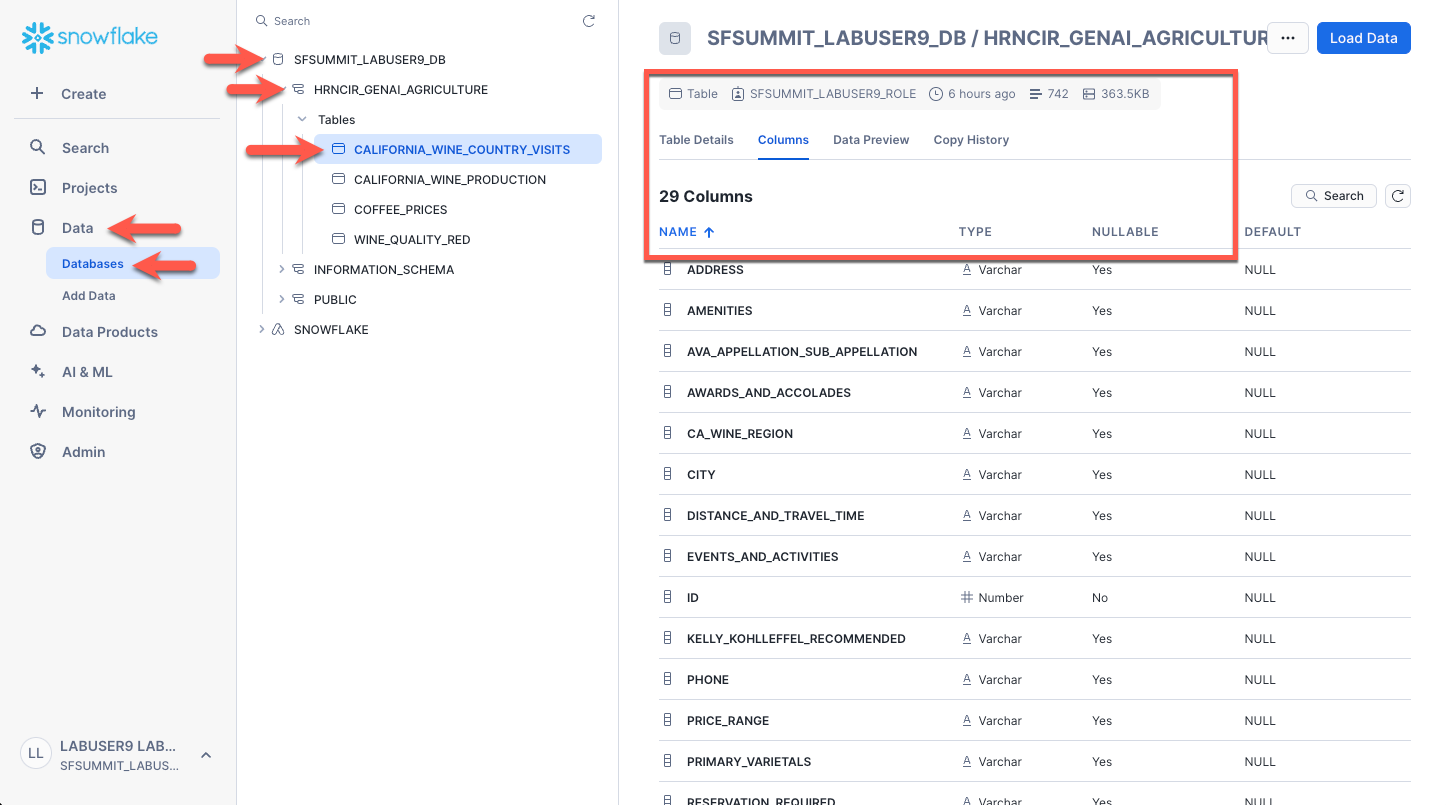 snowflake
Create
Search
Projects
Data
Databases
Add Data
Data Products
AI & ML
Monitoring
Admin
LL
LABUSER9 LAB...
SFSUMMIT_LABUS...
Search
SFSUMMIT_LABUSER9_DB
HRNCIR_GENAI_AGRICULTURE
Tables
CALIFORNIA_WINE_COUNTRY_VISITS
CALIFORNIA_WINE_PRODUCTION
COFFEE_PRICES
WINE_QUALITY_RED
INFORMATION_SCHEMA
PUBLIC
SNOWFLAKE
SFSUMMIT_LABUSER9_DB / HRNCIR_GENAI_AGRICULTUR
... Load Data
Table SFSUMMIT_LABUSER9_ROLE 6 hours ago 742 363.5KB
Table Details Columns Data Preview Copy History
29 Columns Search
NAME TYPE NULLABLE DEFAULT
ADDRESS A Varchar Yes NULL
AMENITIES A Varchar Yes NULL
AVA_APPELLATION_SUB_APPELLATION A Varchar Yes NULL
AWARDS_AND_ACCOLADES A Varchar Yes NULL
CA_WINE_REGION A Varchar Yes NULL
CITY A Varchar Yes NULL
DISTANCE_AND_TRAVEL_TIME A Varchar Yes NULL
EVENTS_AND_ACTIVITIES A Varchar Yes NULL
ID # Number No NULL
KELLY_KOHLLEFFEL_RECOMMENDED A Varchar Yes NULL
PHONE A Varchar Yes NULL
PRICE_RANGE A Varchar Yes NULL
PRIMARY_VARIETALS A Varchar Yes NULL
RESERVATION_REQUIRED A Varchar Yes NULL